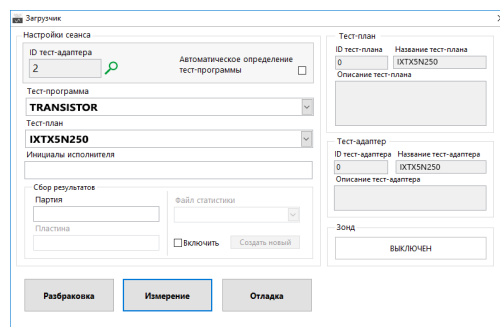 Загрузчик
Настройки сеанса
ID тест-адаптера
2
Автоматическое определение
тест-программы
Тест-программа
TRANSISTOR
Тест-план
IXTX5N250
Инициалы исполнителя
Сбор результатов
Партия
Файл статистики
Пластина
Включить
Создать новый
Разбраковка
Измерение
Отладка
Тест-план
ID тест-плана Название тест-плана
0 IXTX5N250
Описание тест-плана
Тест-адаптер
ID тест-адаптера Название тест-адаптера
0 IXTX5N250
Описание тест-адаптера
Зонд
ВЫКЛЮЧЕН